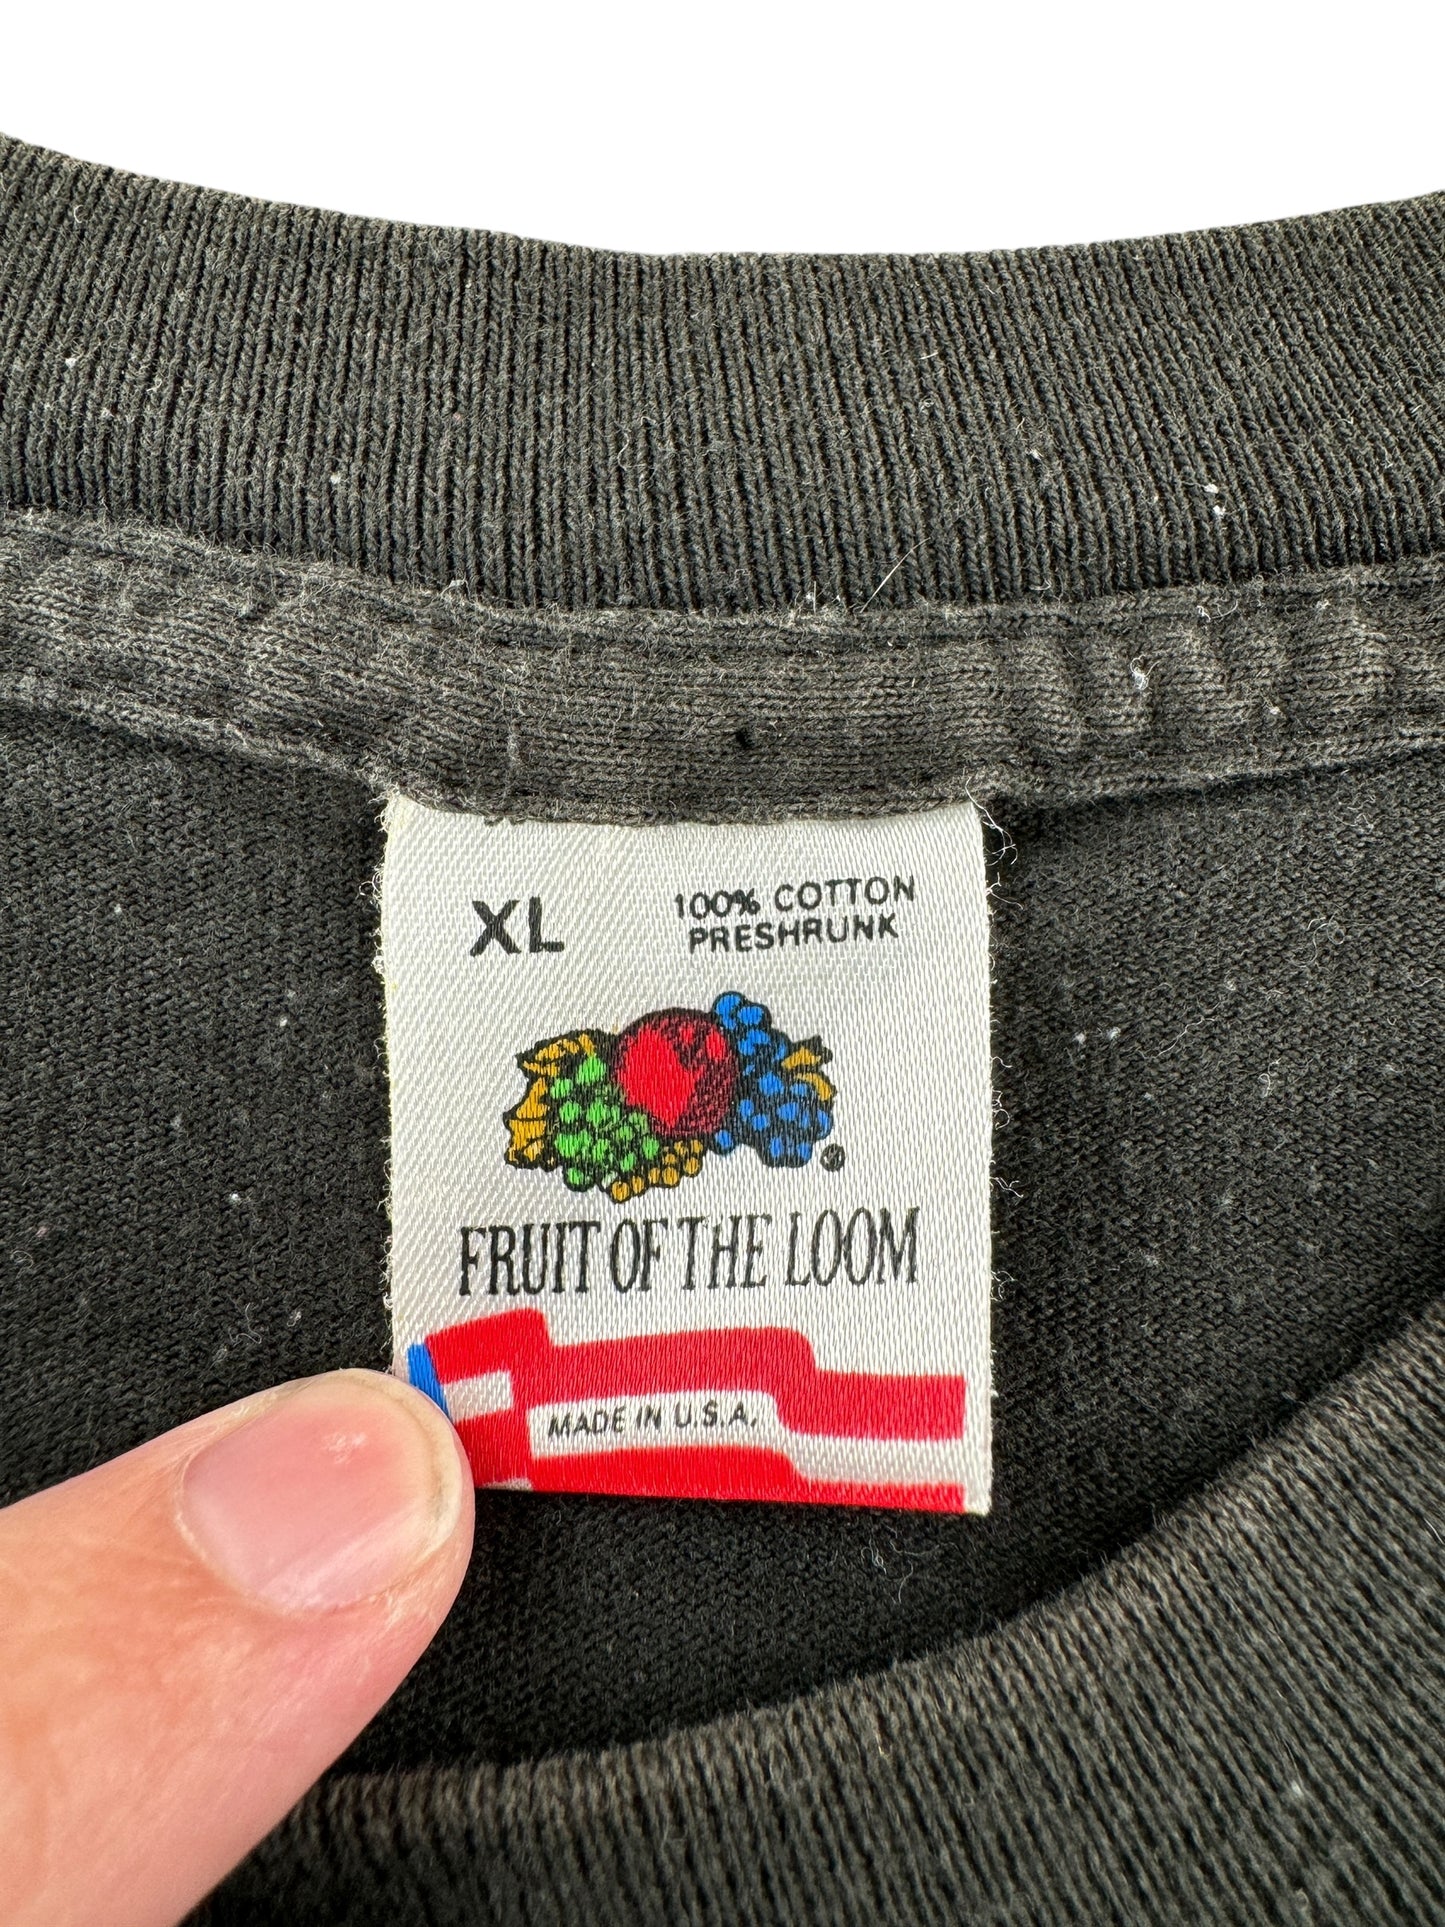 XL
100% COTTON
PRESHRUNK
®
FRUIT OF THE LOOM
MADE IN U.S.A.